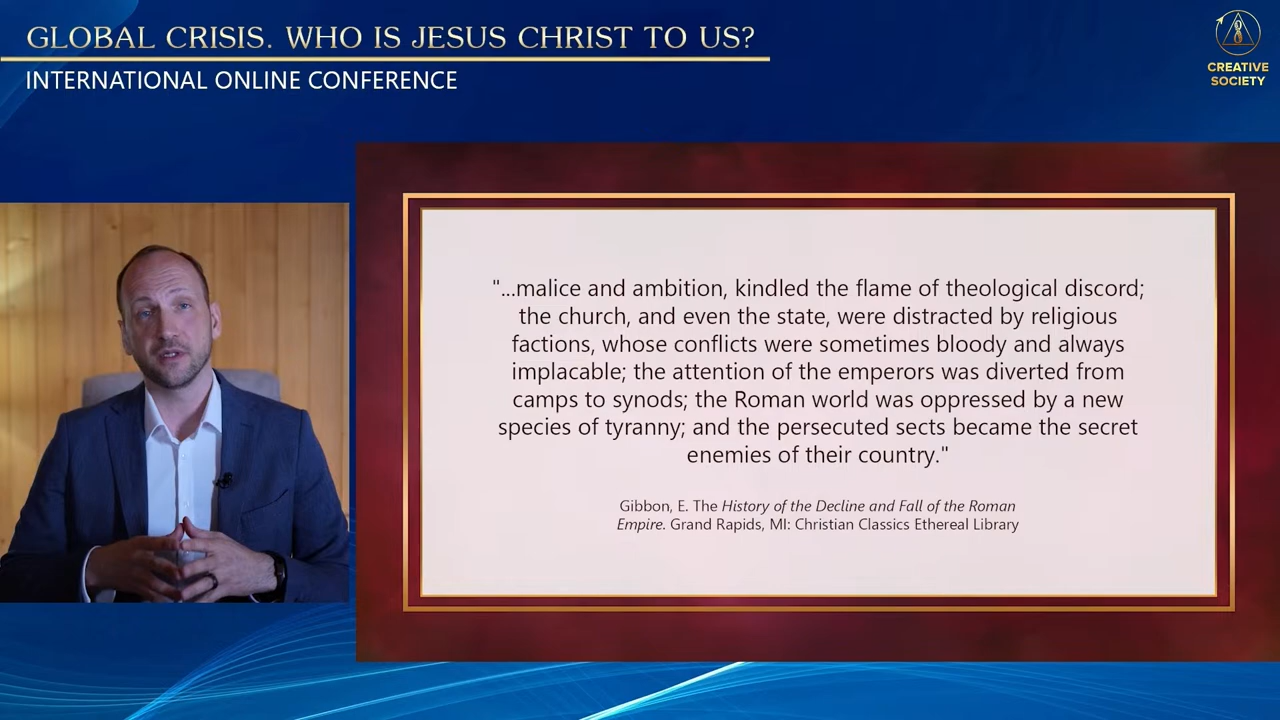 GLOBAL CRISIS. WHO IS JESUS CHRIST TO US?
INTERNATIONAL ONLINE CONFERENCE
CREATIVE
SOCIETY
"...malice and ambition, kindled the flame of theological discord;
the church, and even the state, were distracted by religious
factions, whose conflicts were sometimes bloody and always
implacable; the attention of the emperors was diverted from
camps to synods; the Roman world was oppressed by a new
species of tyranny; and the persecuted sects became the secret
enemies of their country."
Gibbon, E. The History of the Decline and Fall of the Roman
Empire. Grand Rapids, MI: Christian Classics Ethereal Library